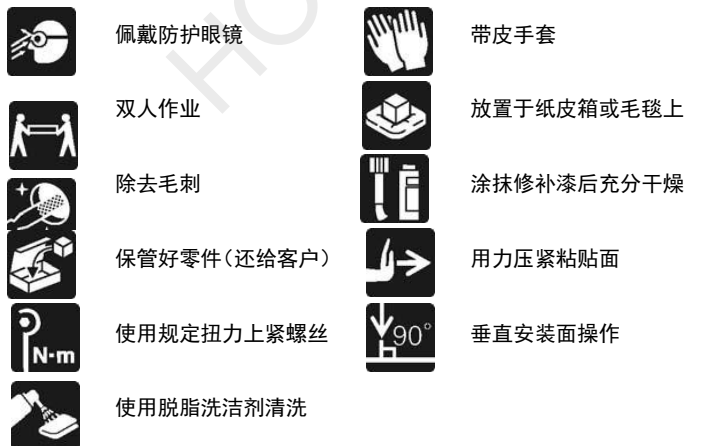 HO
佩戴防护眼镜
带皮手套
双人作业
放置于纸皮箱或毛毯上
除去毛刺
涂抹修补漆后充分干燥
保管好零件(还给客户)
用力压紧粘贴面
N·m
使用规定扭力上紧螺丝
90°
垂直安装面操作
使用脱脂洗洁剂清洗